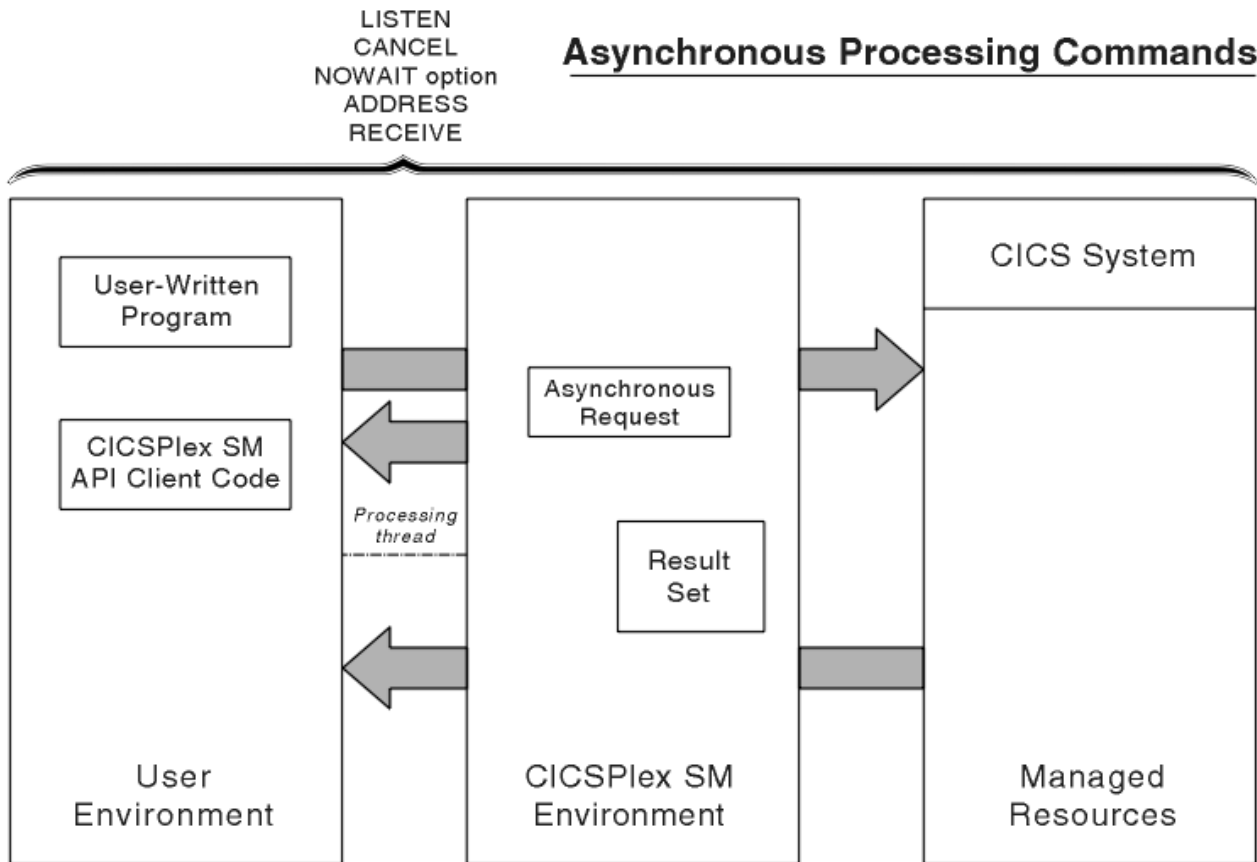 LISTEN
CANCEL
NOWAIT option
ADDRESS
RECEIVE
Asynchronous Processing Commands
User-Written
Program
CICSPlex SM
API Client Code
User
Environment
Processing
thread
Asynchronous
Request
Result
Set
CICSPlex SM
Environment
CICS System
Managed
Resources